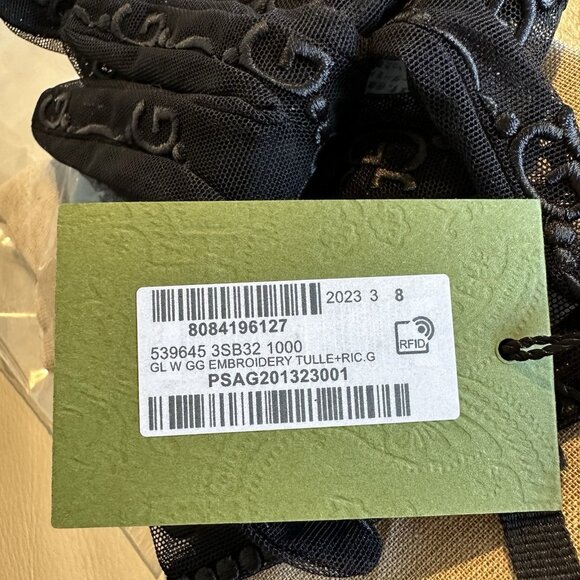 G G
G
G G
G
G
2023 3 8
8084196127
539645 3SB32 1000
RFID
GL W GG EMBROIDERY TULLE+RIC.G
PSAG201323001